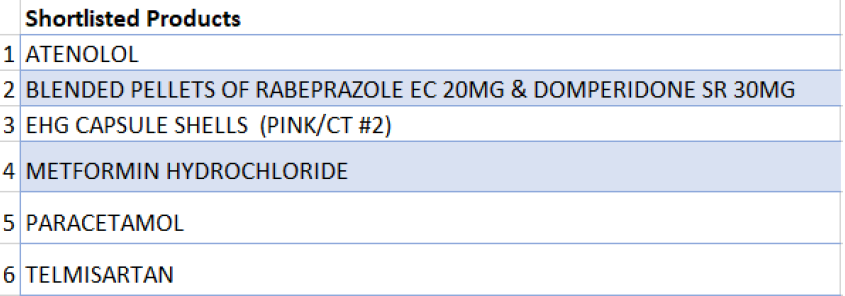 Shortlisted Products
1 ATENOLOL
2 BLENDED PELLETS OF RABEPRAZOLE EC 20MG & DOMPERIDONE SR 30MG
3 EHG CAPSULE SHELLS (PINK/CT #2)
4 METFORMIN HYDROCHLORIDE
5 PARACETAMOL
6 TELMISARTAN